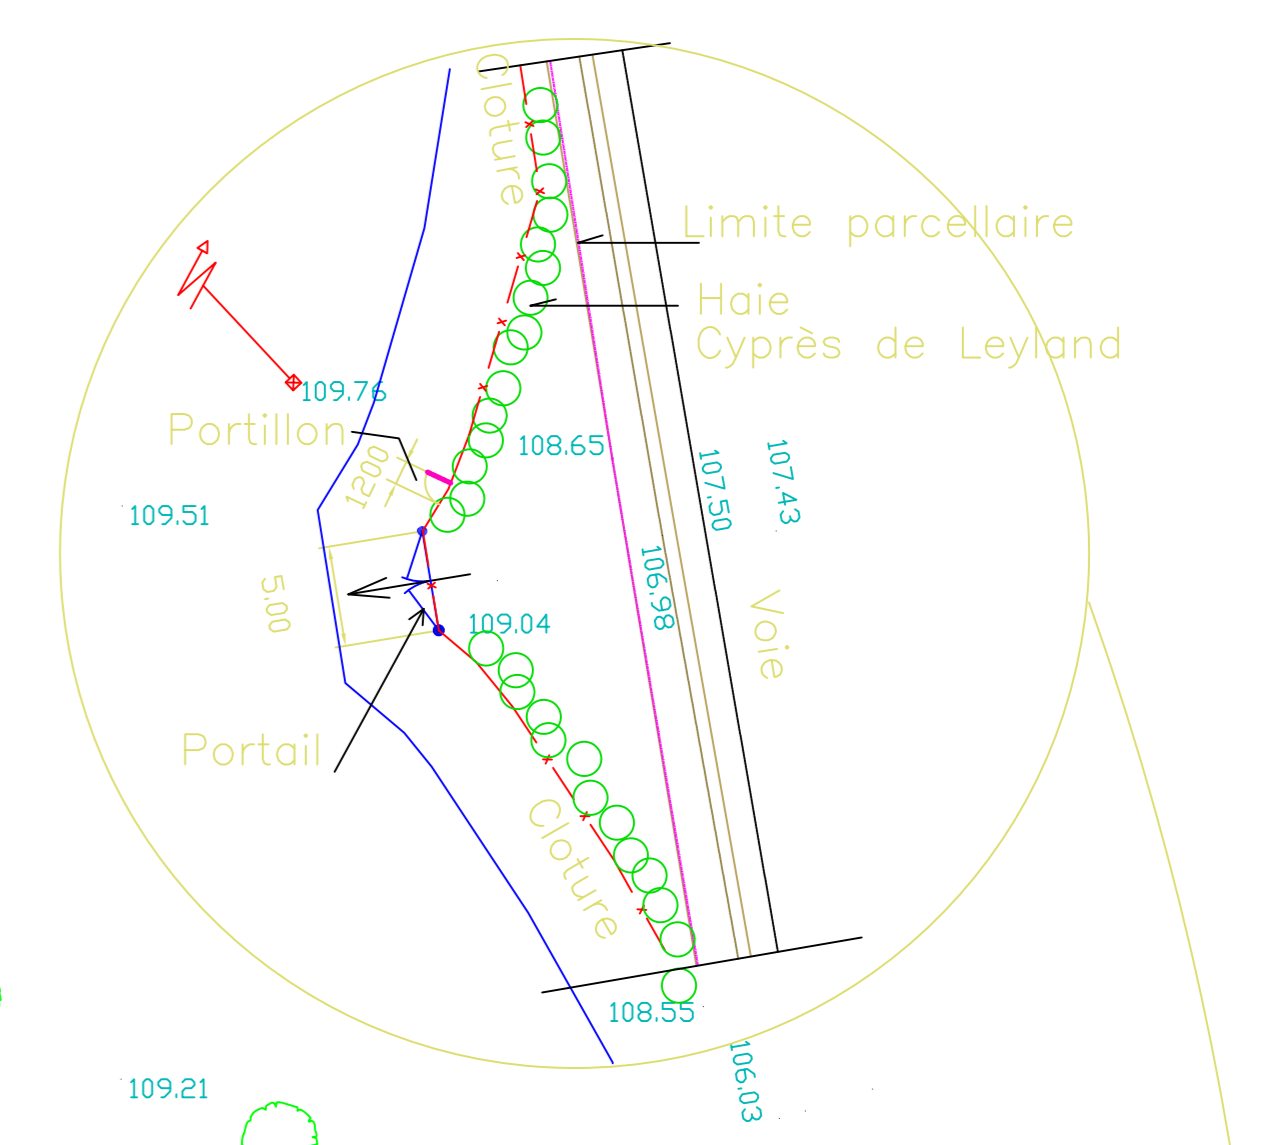 Cloture
Limite parcellaire
Haie
Cyprès de Leyland
109.76
Portillon
108.65
1200
107.50
107.43
109.51
106.98
5.00
109.04
Voie
Portail
Cloture
108.55
106.03
109.21